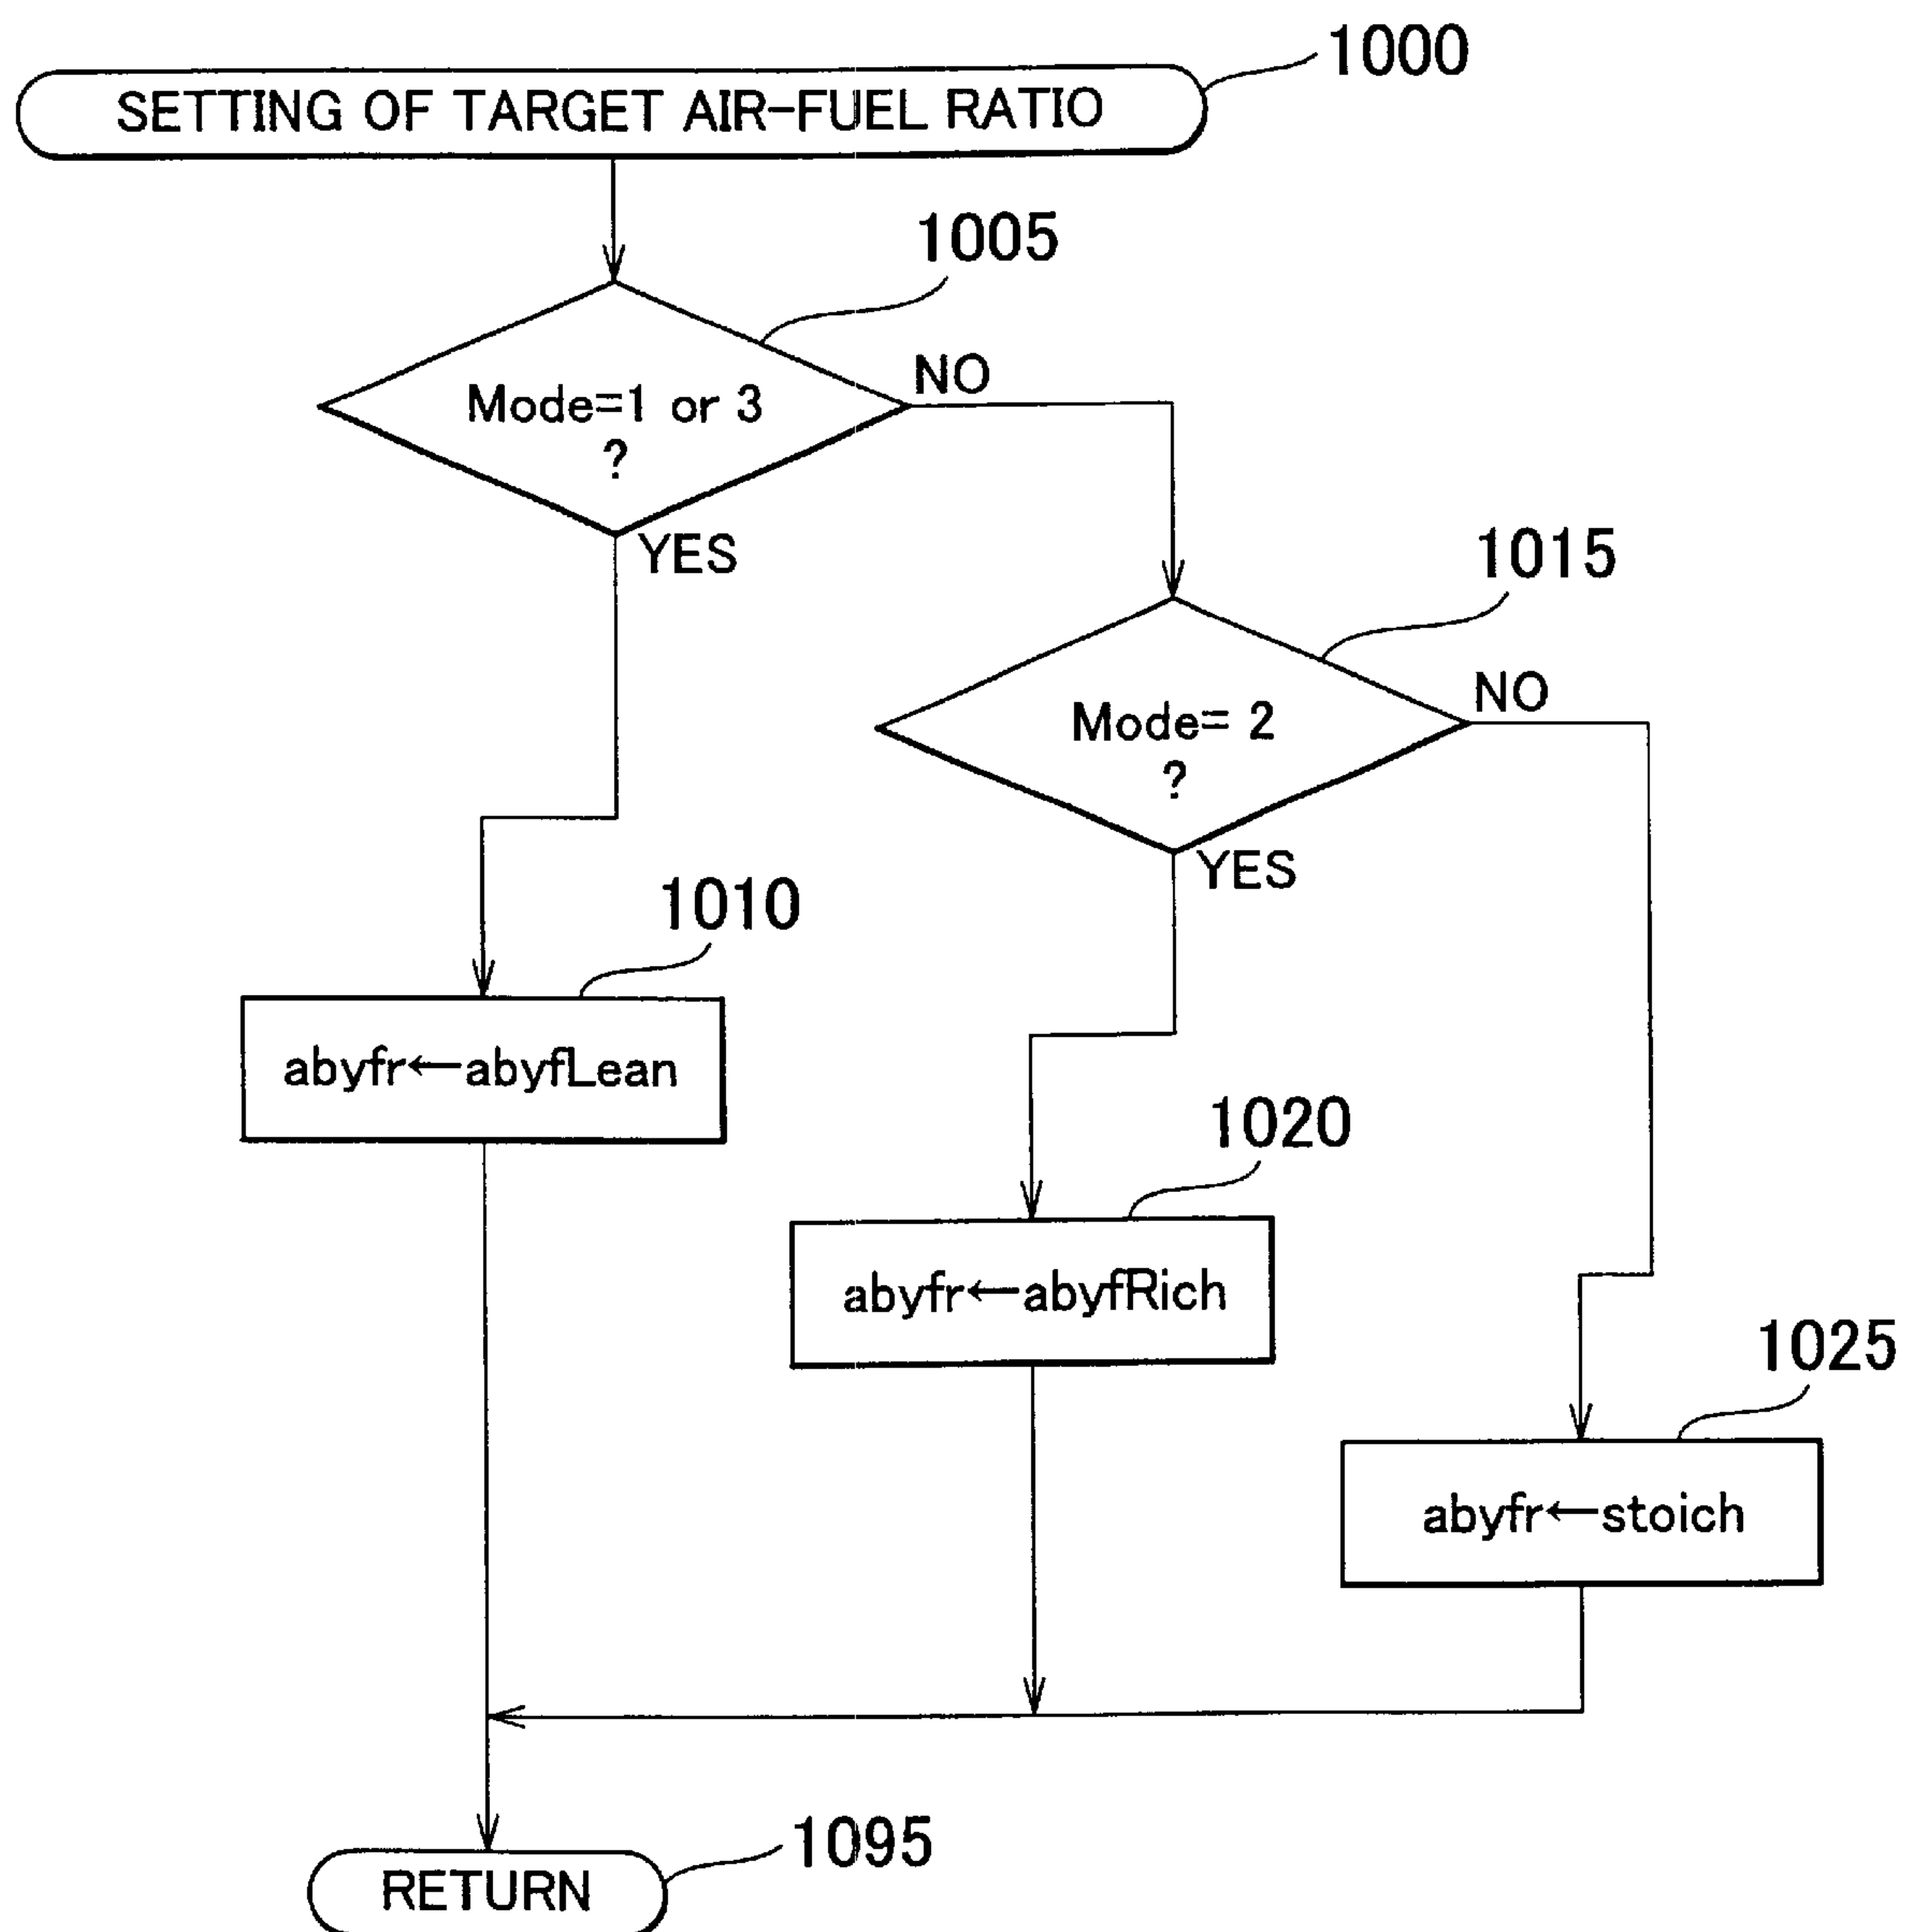 1000
SETTING OF TARGET AIR-FUEL RATIO
1005
Mode=1 or 3
?
NO
YES
1015
Mode= 2
?
NO
YES
1010
abyfr←abyfLean
1020
abyfr←abyfRich
1025
abyfr←stoich
1095
RETURN